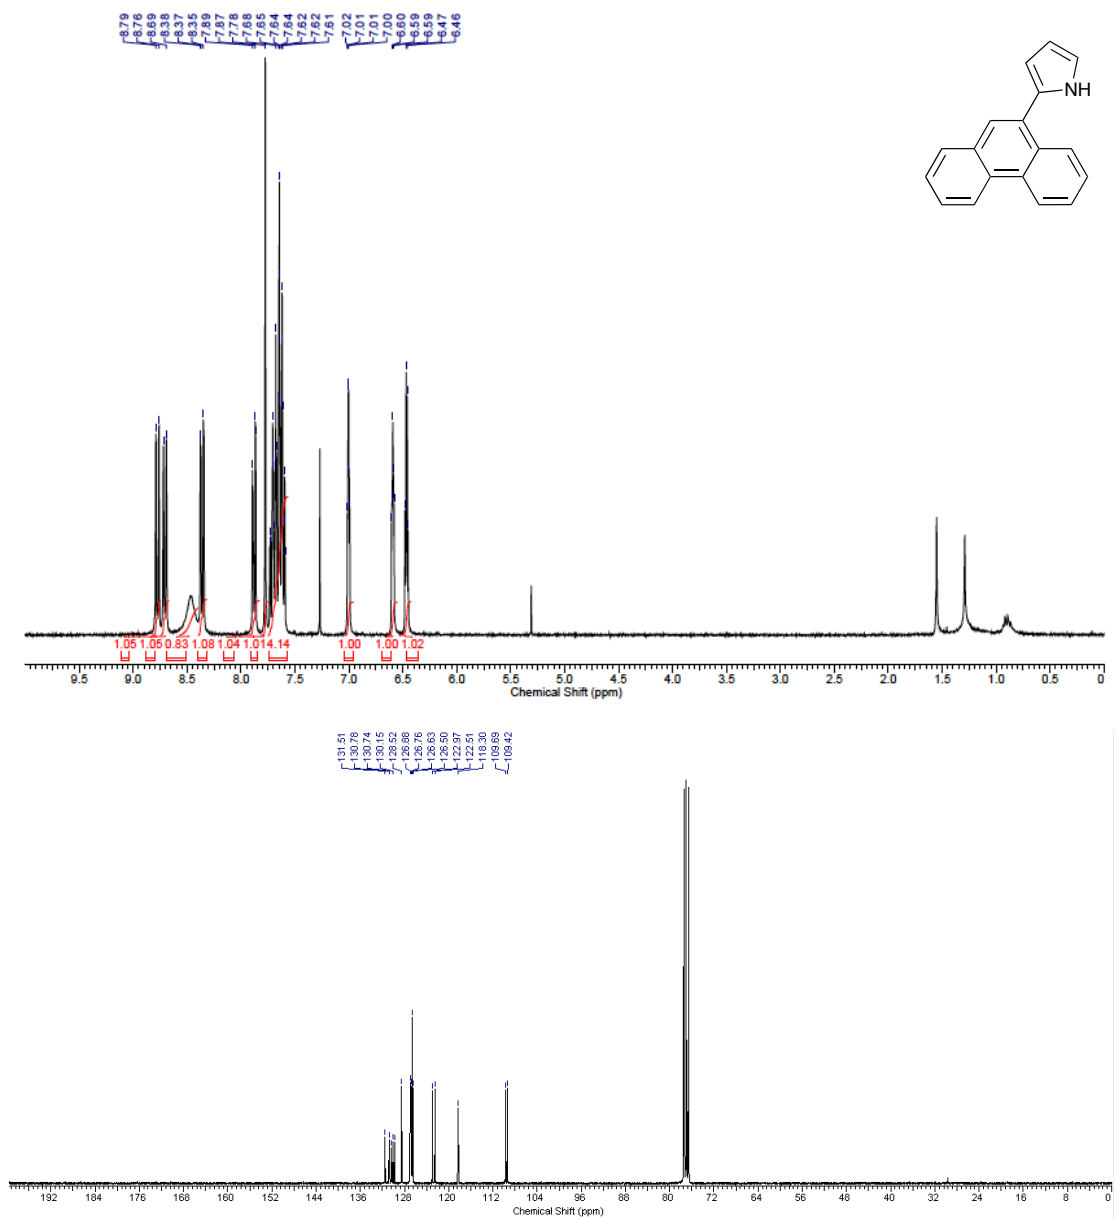 8.79 8.76 8.69 8.38 8.37 8.35 7.89 7.87 7.78 7.68 7.65 7.64 7.64 7.62 7.62 7.61 7.02 7.01 7.01 7.00 6.60 6.59 6.59 6.47 6.46
NH
1.05 1.05 0.83 1.08 1.04 1.01 4.14 1.00 1.00 1.02
9.5 9.0 8.5 8.0 7.5 7.0 6.5 6.0 5.5 5.0 4.5 4.0 3.5 3.0 2.5 2.0 1.5 1.0 0.5 0
Chemical Shift (ppm)
131.51 130.78 130.74 130.15 128.52 126.88 126.76 126.63 126.50 122.97 122.51 118.30 109.69 109.42
192 184 176 168 160 152 144 136 128 120 112 104 96 88 80 72 64 56 48 40 32 24 16 8 0
Chemical Shift (ppm)